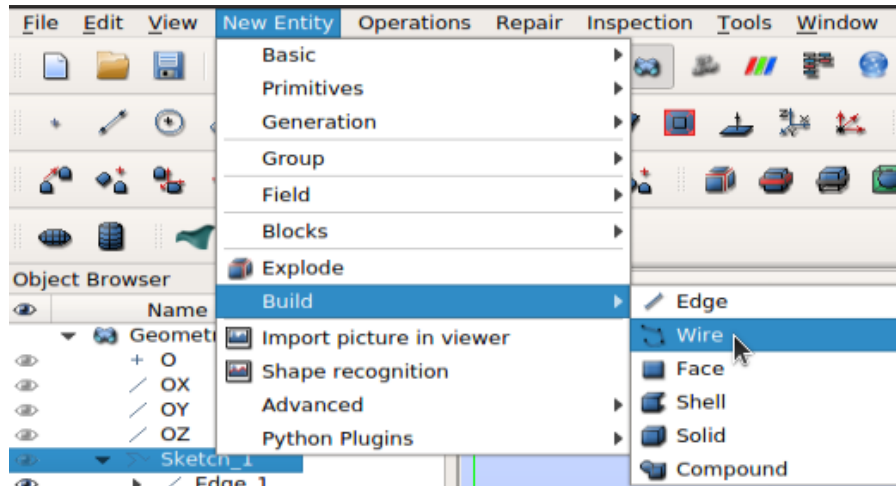 File Edit View New Entity Operations Repair Inspection Tools Window
Basic
Primitives
Generation
Group
Field
Blocks
Explode
Build
Import picture in viewer
Shape recognition
Advanced
Python Plugins
Edge
Wire
Face
Shell
Solid
Compound
Object Browser
Name
Geomet
O
OX
OY
OZ
Sketch_1
Edge_1